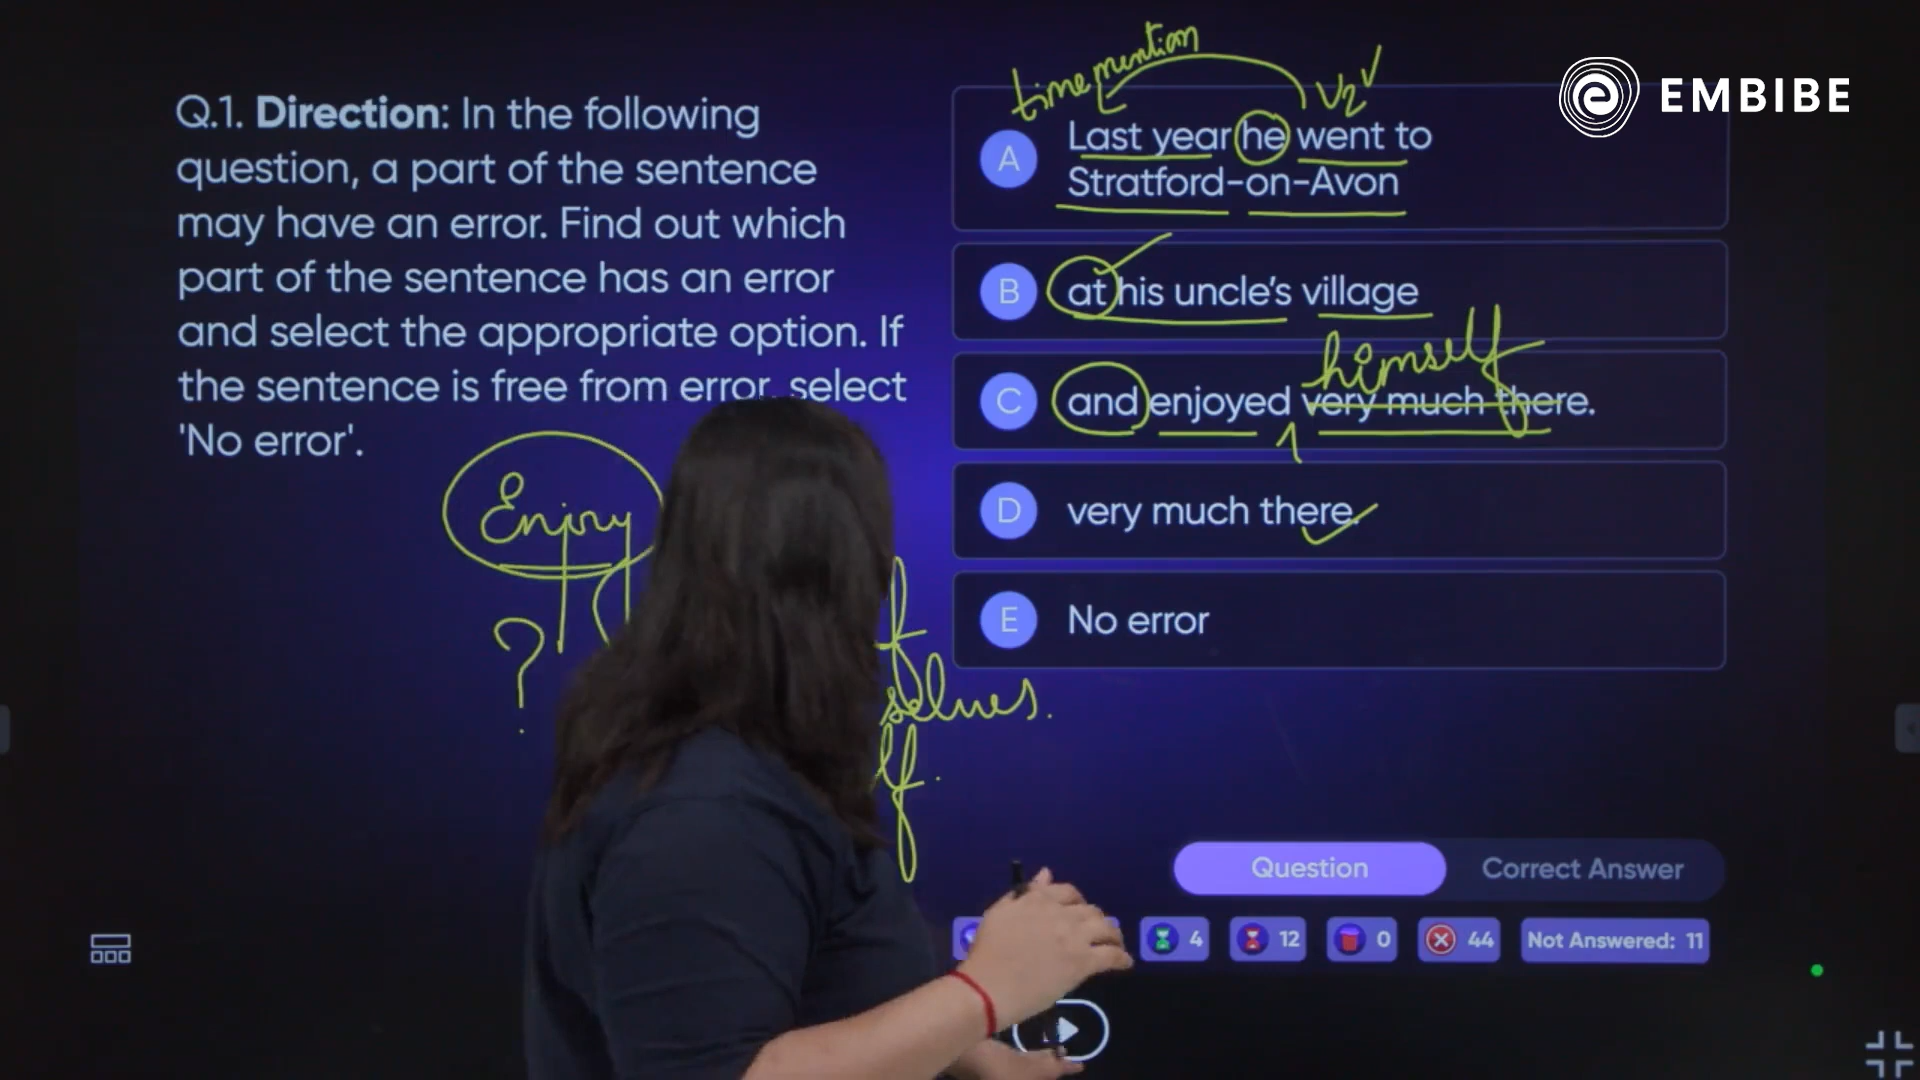 EMBIBE
Q.1. Direction: In the following
question, a part of the sentence
may have an error. Find out which
part of the sentence has an error
and select the appropriate option. If
the sentence is free from error, select
'No error'.
Enjoy
?
selves.
time mention
V2
A Last year he went to
Stratford-on-Avon
B at his uncle's village
himself
C and enjoyed very much there.
D very much there.
E No error
Question
Correct Answer
4
12
0
44
Not Answered: 11